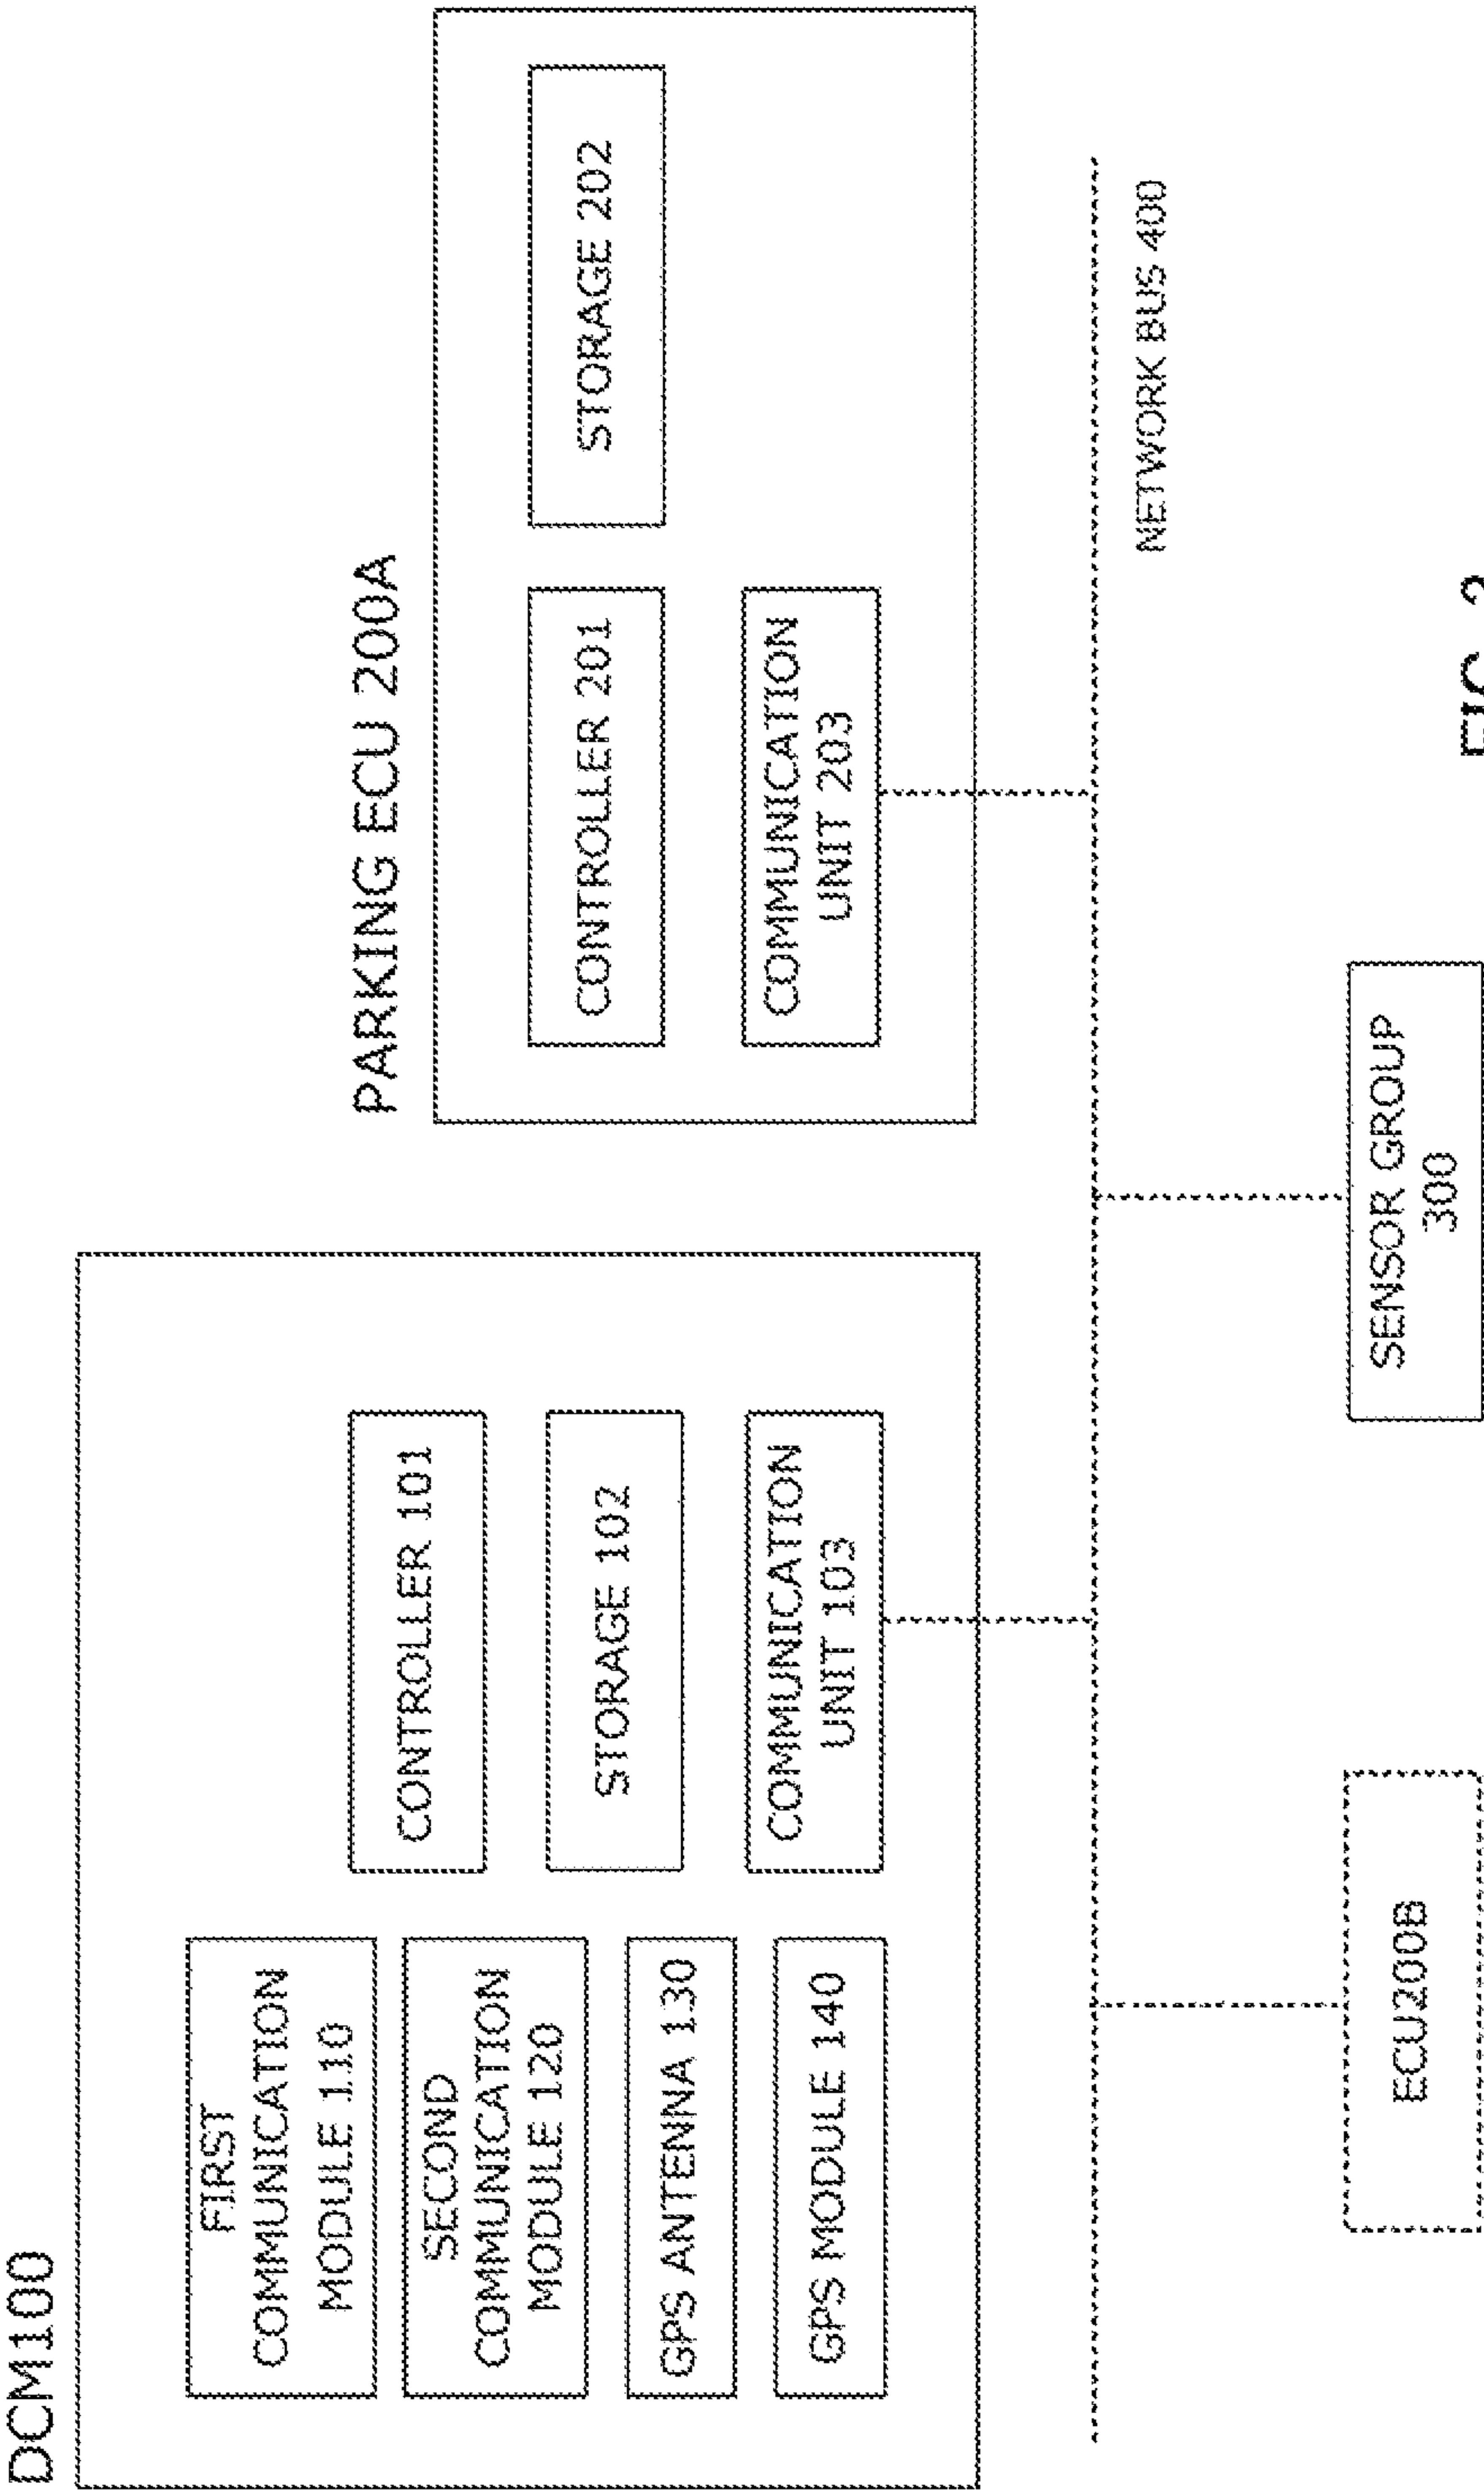 DCM100
FIRST
COMMUNICATION
MODULE 110
SECOND
COMMUNICATION
MODULE 120
GPS ANTENNA 130
GPS MODULE 140
CONTROLLER 101
STORAGE 102
COMMUNICATION
UNIT 103
PARKING ECU 200A
CONTROLLER 201
STORAGE 202
COMMUNICATION
UNIT 203
NETWORK BUS 400
ECU200B
SENSOR GROUP
300
FIG.